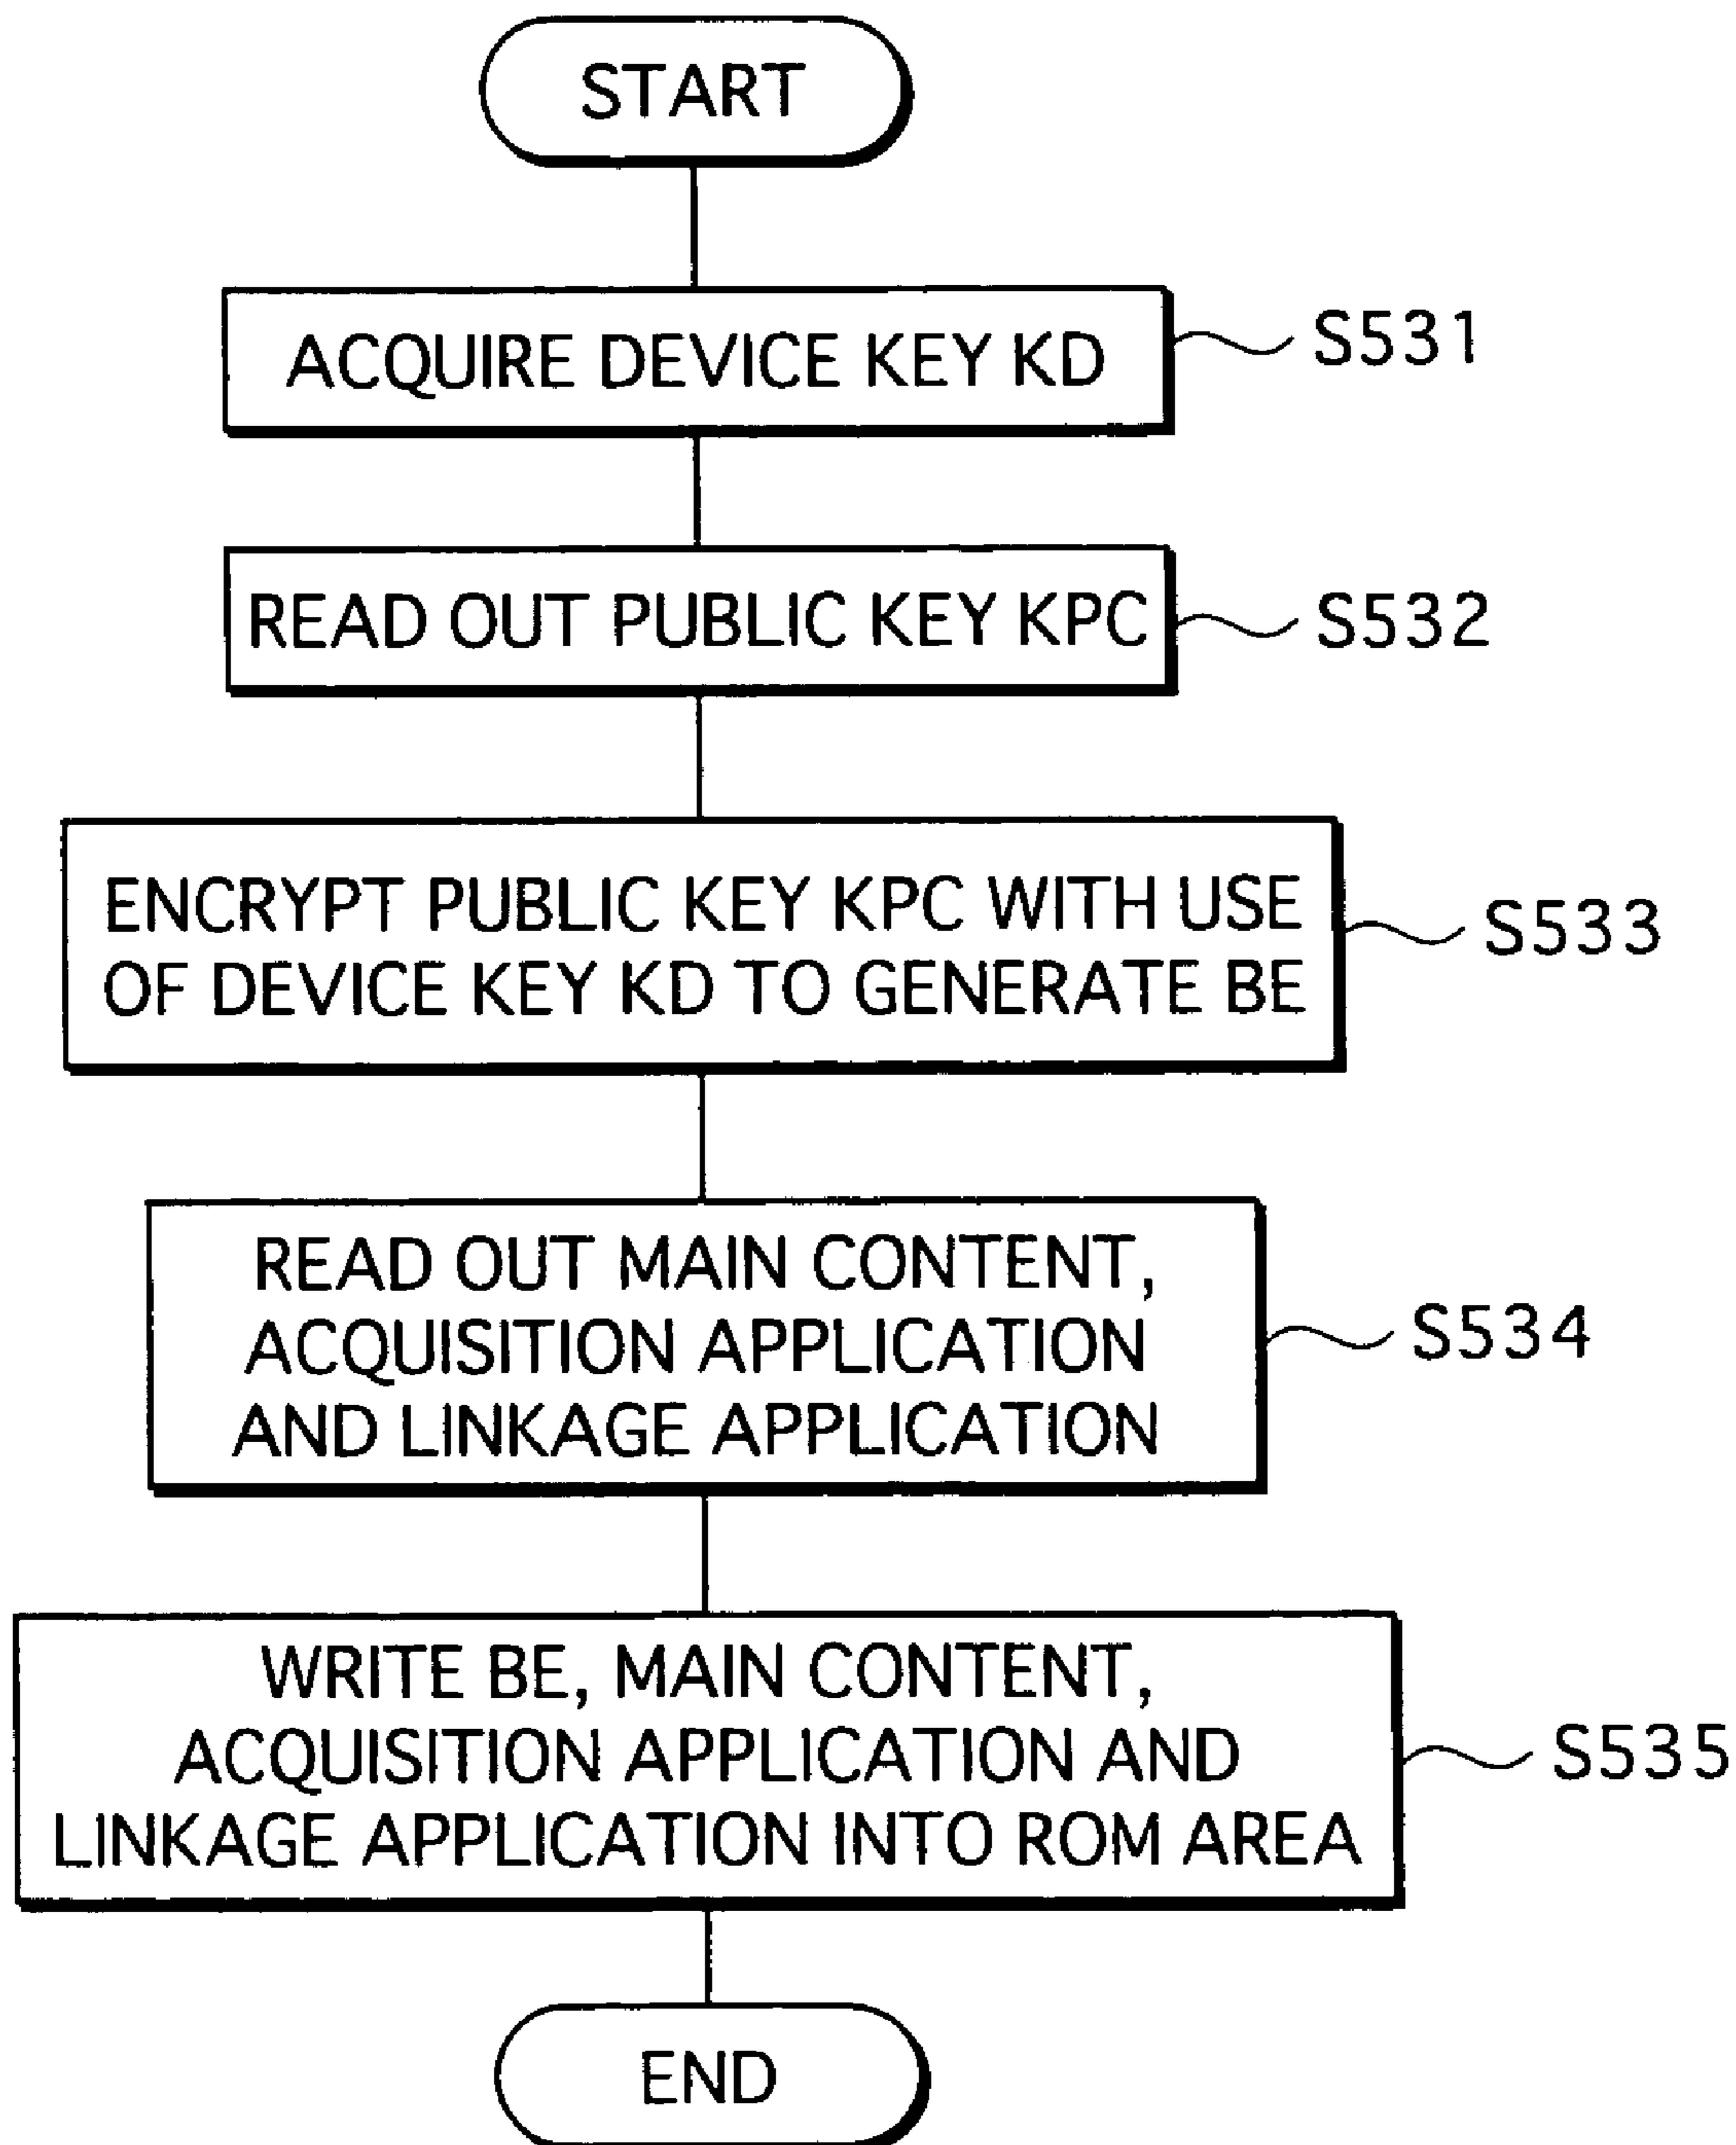 START
ACQUIRE DEVICE KEY KD
S531
READ OUT PUBLIC KEY KPC
S532
ENCRYPT PUBLIC KEY KPC WITH USE
OF DEVICE KEY KD TO GENERATE BE
S533
READ OUT MAIN CONTENT,
ACQUISITION APPLICATION
AND LINKAGE APPLICATION
S534
WRITE BE, MAIN CONTENT,
ACQUISITION APPLICATION AND
LINKAGE APPLICATION INTO ROM AREA
S535
END